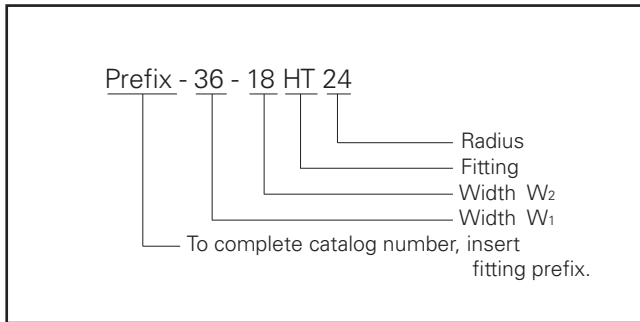 Prefix - 36 - 18 HT 24
Radius
Fitting
Width W2
Width W1
To complete catalog number, insert
fitting prefix.